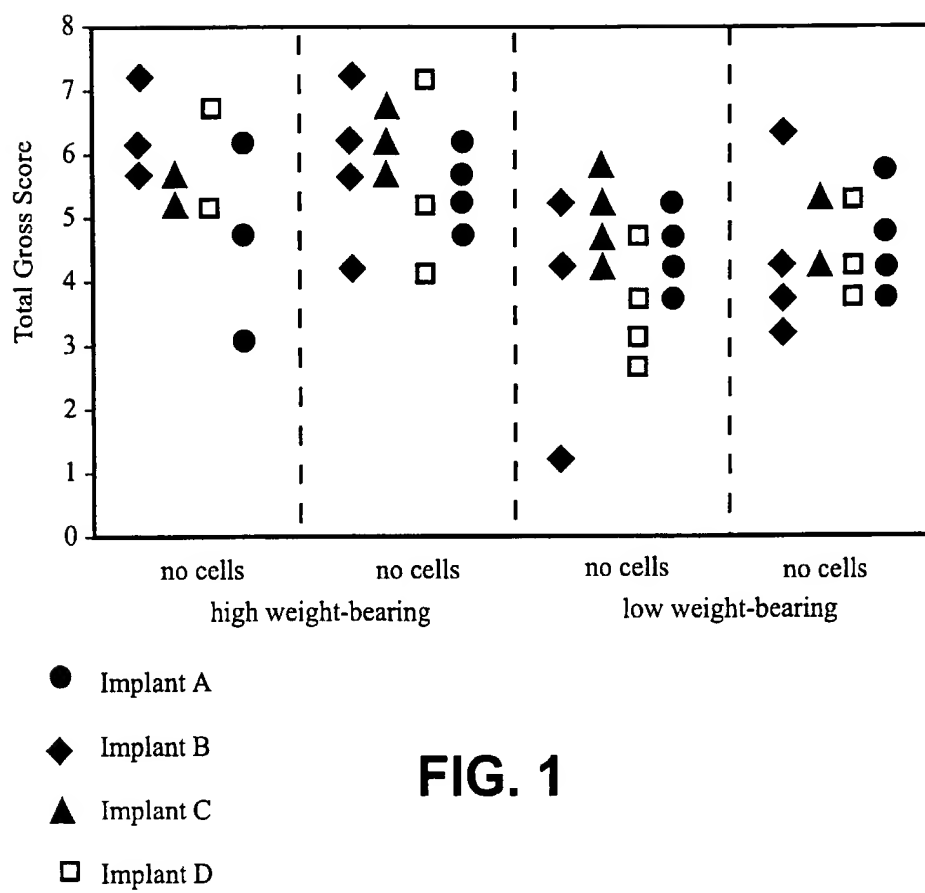 8
7
6
5
4
3
2
1
0
Total Gross Score
no cells no cells no cells no cells
high weight-bearing low weight-bearing
Implant A
Implant B
Implant C
Implant D
FIG. 1